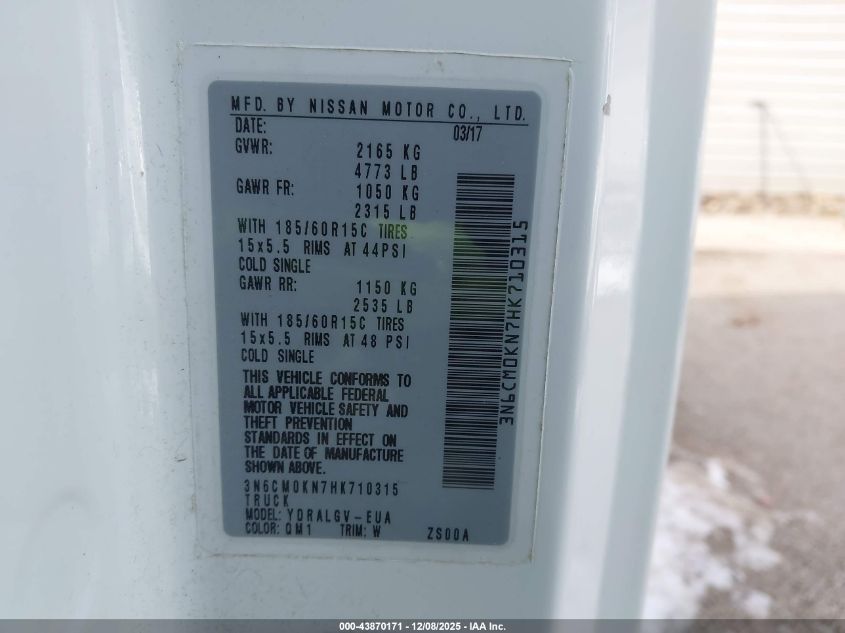 MFD. BY NISSAN MOTOR CO., LTD.
DATE: 03/17
GVWR: 2165 KG
4773 LB
GAWR FR: 1050 KG
2315 LB
WITH 185/60R15C TIRES
15x5.5 RIMS AT 44PSI
COLD SINGLE
GAWR RR: 1150 KG
2535 LB
WITH 185/60R15C TIRES
15x5.5 RIMS AT 48 PSI
COLD SINGLE
THIS VEHICLE CONFORMS TO
ALL APPLICABLE FEDERAL
MOTOR VEHICLE SAFETY AND
THEFT PREVENTION
STANDARDS IN EFFECT ON
THE DATE OF MANUFACTURE
SHOWN ABOVE.
3N6CM0KN7HK710315
TRUCK
MODEL: YDRALGV-EUA
COLOR: QM1 TRIM: W ZS00A
3N6CM0KN7HK710315
000-43870171 - 12/08/2025 - IAA Inc.